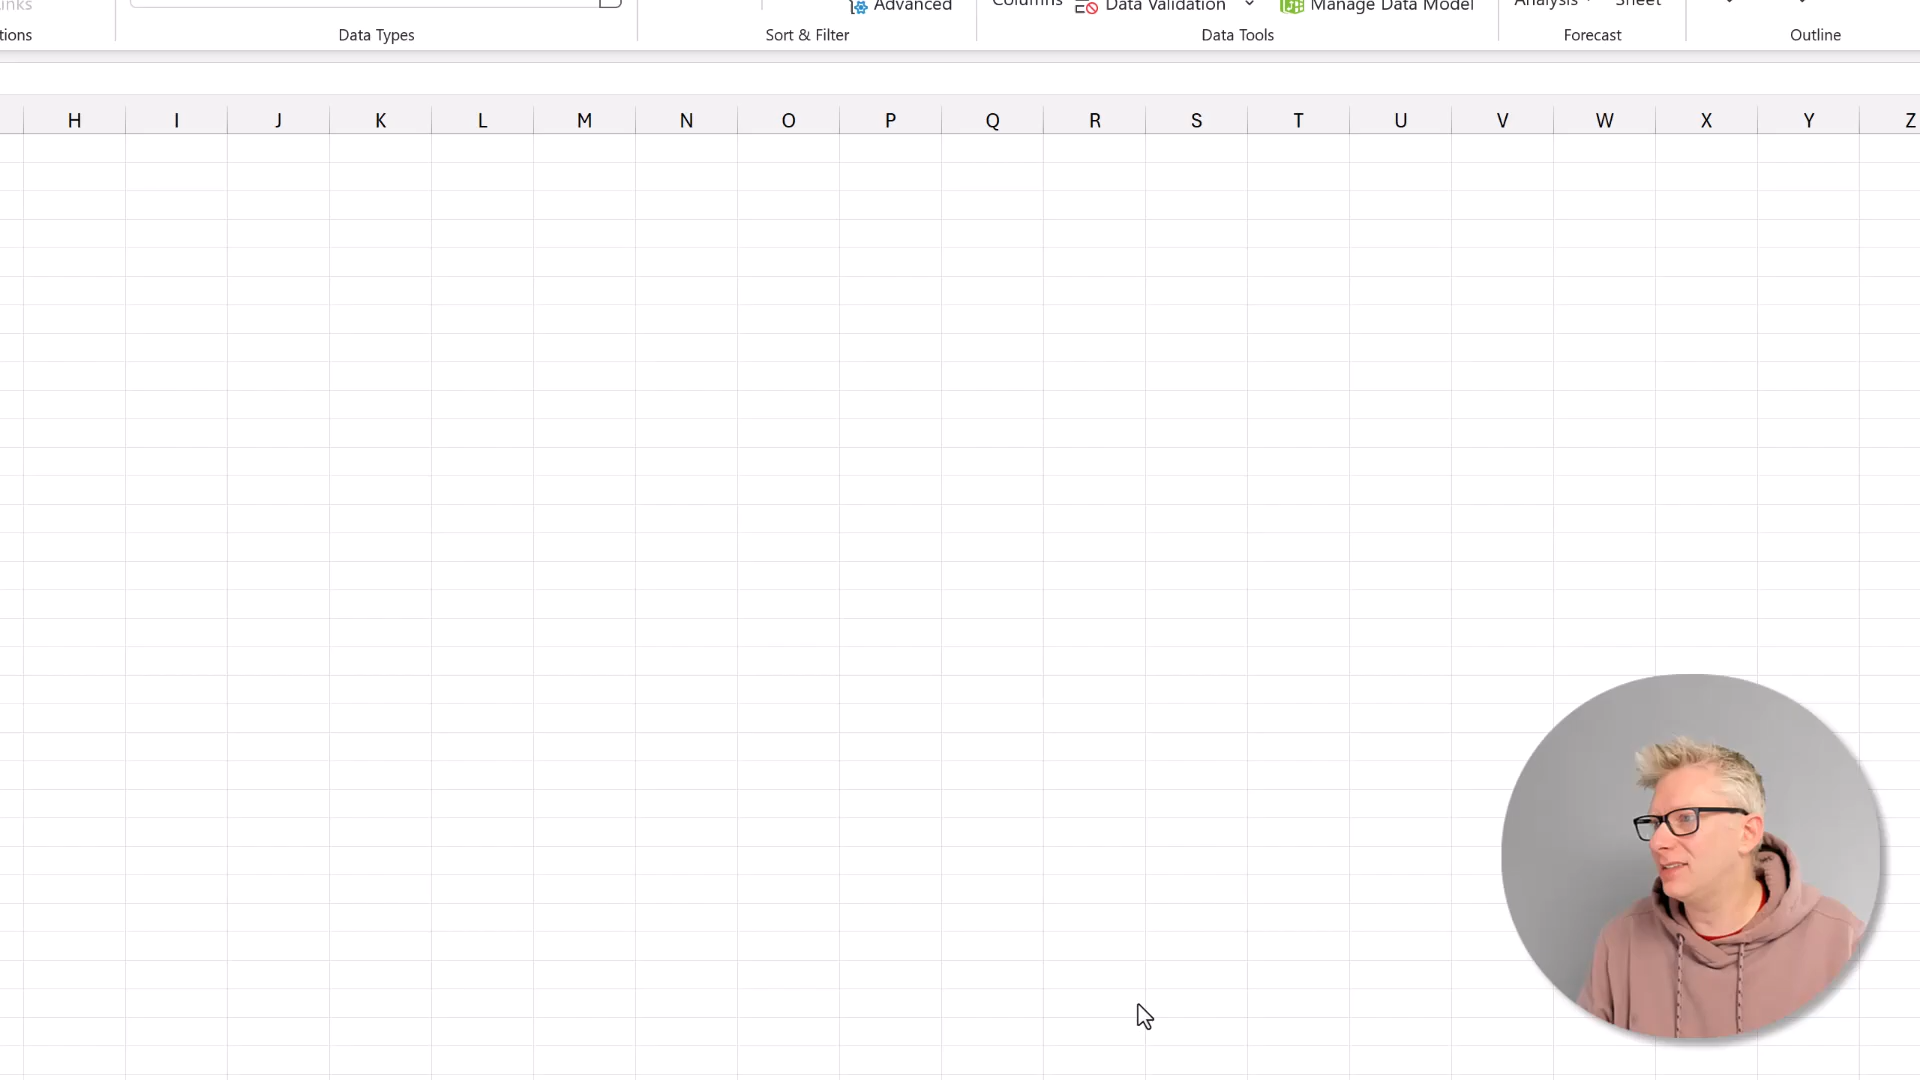 Advanced
Data Validation
Manage Data Model
Data Types
Sort & Filter
Data Tools
Forecast
Outline
H I J K L M N O P Q R S T U V W X Y Z